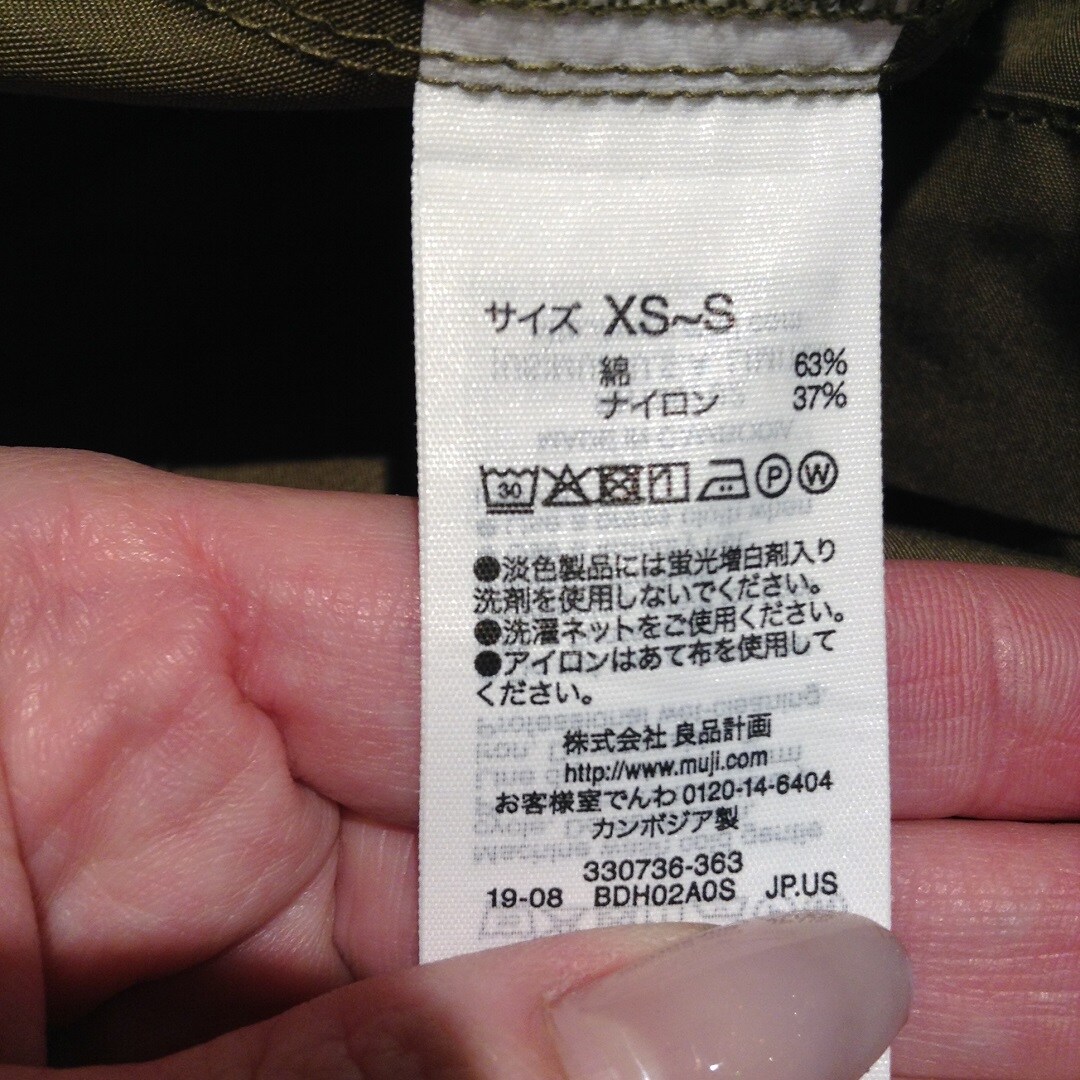 サイズ XS~S
綿 63%
ナイロン 37%
30 P W
●淡色製品には蛍光増白剤入り
洗剤を使用しないでください。
●洗濯ネットをご使用ください。
●アイロンはあて布を使用して
ください。
株式会社 良品計画
http://www.muji.com
お客様室でんわ 0120-14-6404
カンボジア製
330736-363
19-08 BDH02A0S JP.US